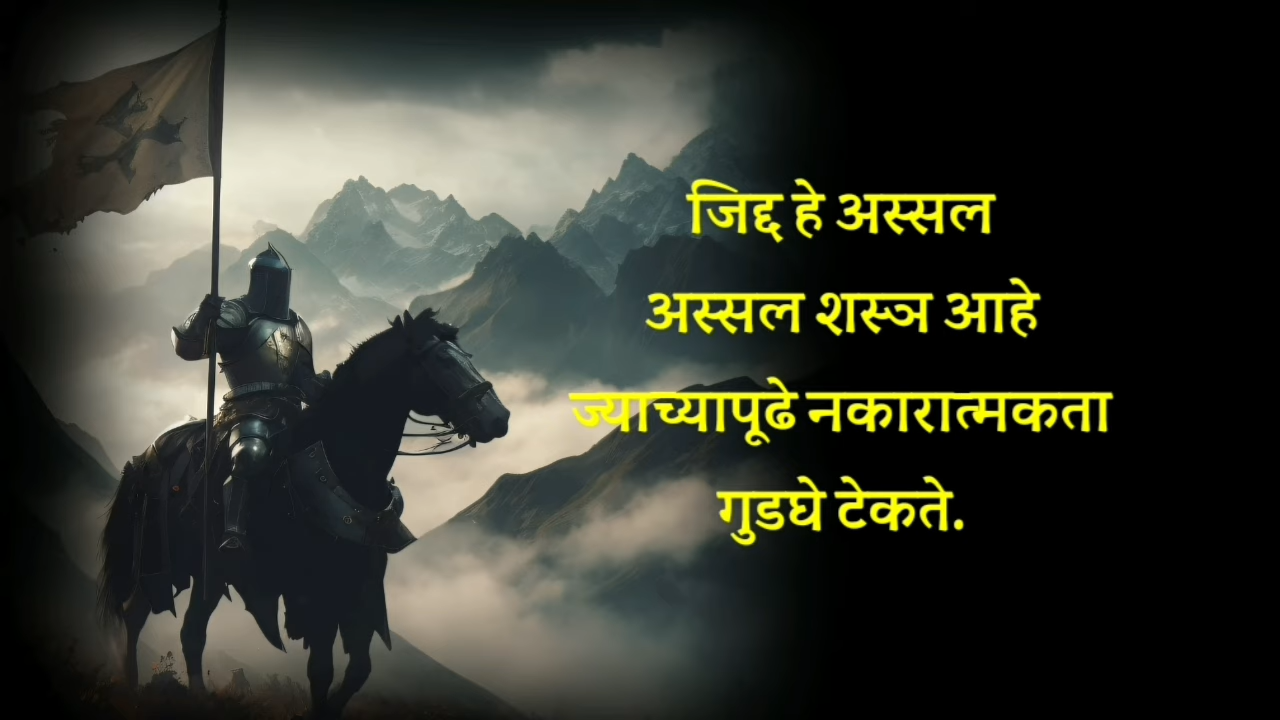 जिद्द हे अस्सल
अस्सल शस्ञ आहे
ज्याच्यापूढे नकारात्मकता
गुडघे टेकते.